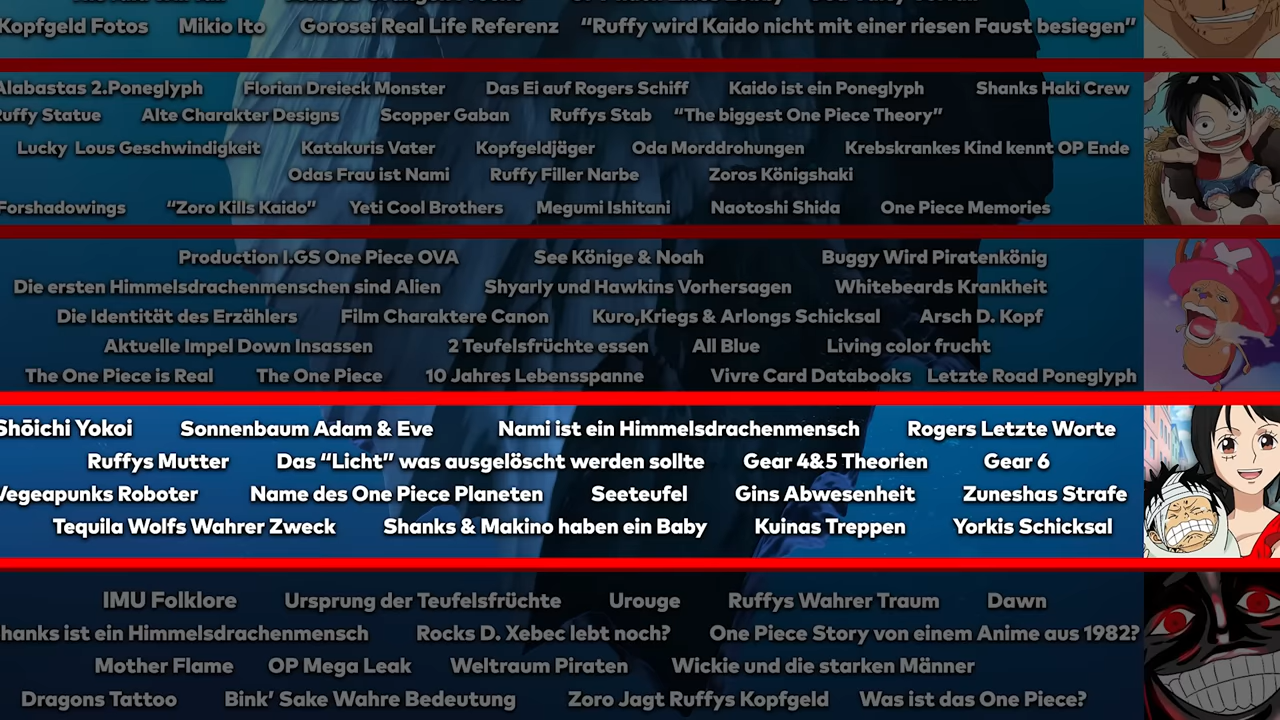 Kopfgeld Fotos Mikio Ito Gorosei Real Life Referenz “Ruffy wird Kaido nicht mit einer riesen Faust besiegen”
Alabastas 2.Poneglyph Florian Dreieck Monster Das Ei auf Rogers Schiff Kaido ist ein Poneglyph Shanks Haki Crew
uffy Statue Alte Charakter Designs Scopper Gaban Ruffys Stab “The biggest One Piece Theory”
Lucky Lous Geschwindigkeit Katakuris Vater Kopfgeldjäger Oda Morddrohungen Krebskrankes Kind kennt OP Ende
Odas Frau ist Nami Ruffy Filler Narbe Zoros Königshaki
Forshadowings “Zoro Kills Kaido” Yeti Cool Brothers Megumi Ishitani Naotoshi Shida One Piece Memories
Production I.GS One Piece OVA See Könige & Noah Buggy Wird Piratenkönig
Die ersten Himmelsdrachenmenschen sind Alien Shyarly und Hawkins Vorhersagen Whitebeards Krankheit
Die Identität des Erzählers Film Charaktere Canon Kuro,Kriegs & Arlongs Schicksal Arsch D. Kopf
Aktuelle Impel Down Insassen 2 Teufelsfrüchte essen All Blue Living color frucht
The One Piece is Real The One Piece 10 Jahres Lebensspanne Vivre Card Databooks Letzte Road Poneglyph
Shōichi Yokoi Sonnenbaum Adam & Eve Nami ist ein Himmelsdrachenmensch Rogers Letzte Worte
Ruffys Mutter Das “Licht” was ausgelöscht werden sollte Gear 4&5 Theorien Gear 6
Vegeapunks Roboter Name des One Piece Planeten Seeteufel Gins Abwesenheit Zuneshas Strafe
Tequila Wolfs Wahrer Zweck Shanks & Makino haben ein Baby Kuinas Treppen Yorkis Schicksal
IMU Folklore Ursprung der Teufelsfrüchte Urouge Ruffys Wahrer Traum Dawn
hanks ist ein Himmelsdrachenmensch Rocks D. Xebec lebt noch? One Piece Story von einem Anime aus 1982?
Mother Flame OP Mega Leak Weltraum Piraten Wickie und die starken Männer
Dragons Tattoo Bink’ Sake Wahre Bedeutung Zoro Jagt Ruffys Kopfgeld Was ist das One Piece?